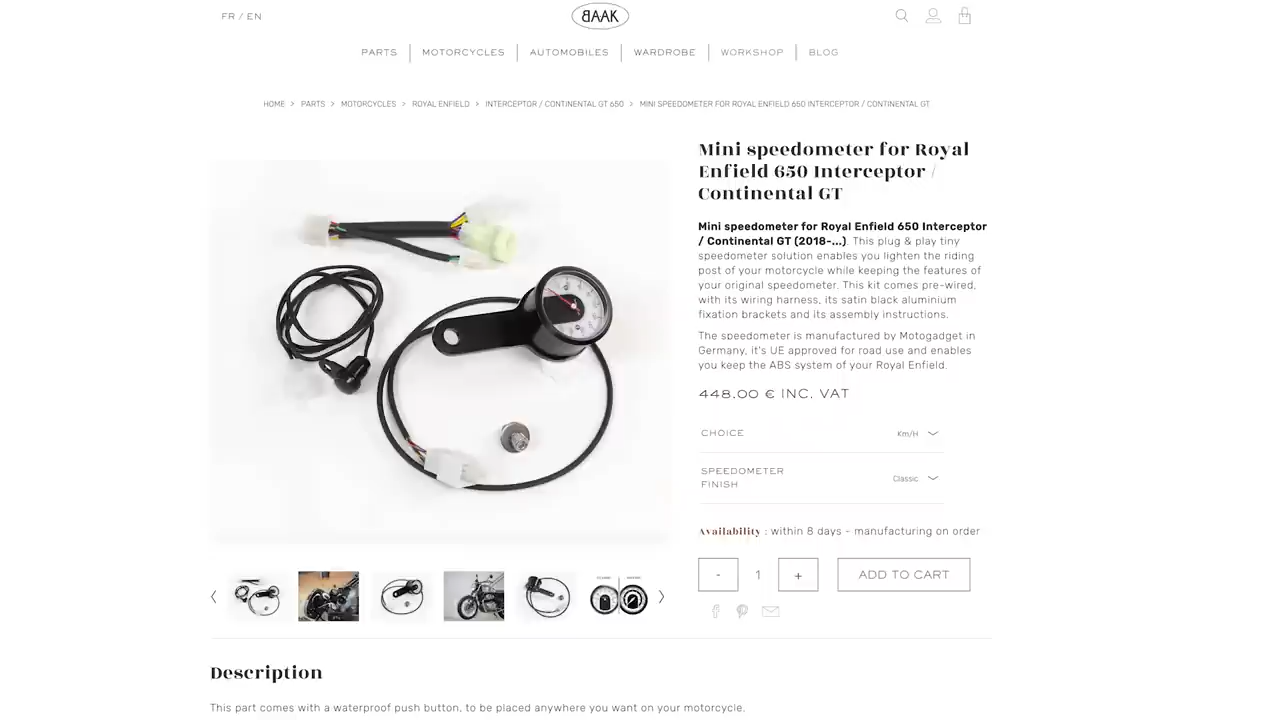 FR / EN
BAAK
PARTS
MOTORCYCLES
AUTOMOBILES
WARDROBE
WORKSHOP
BLOG
HOME > PARTS > MOTORCYCLES > ROYAL ENFIELD > INTERCEPTOR / CONTINENTAL GT 650 > MINI SPEEDOMETER FOR ROYAL ENFIELD 650 INTERCEPTOR / CONTINENTAL GT
Mini speedometer for Royal
Enfield 650 Interceptor /
Continental GT
Mini speedometer for Royal Enfield 650 Interceptor
/ Continental GT (2018-...). This plug & play tiny
speedometer solution enables you lighten the riding
post of your motorcycle while keeping the features of
your original speedometer. This kit comes pre-wired,
with its wiring harness, its satin black aluminium
fixation brackets and its assembly instructions.
The speedometer is manufactured by Motogadget in
Germany, it's UE approved for road use and enables
you keep the ABS system of your Royal Enfield.
448.00 € INC. VAT
CHOICE
Km/H
SPEEDOMETER
FINISH
Classic
Availability : within 8 days - manufacturing on order
-
1
+
ADD TO CART
Description
This part comes with a waterproof push button, to be placed anywhere you want on your motorcycle.